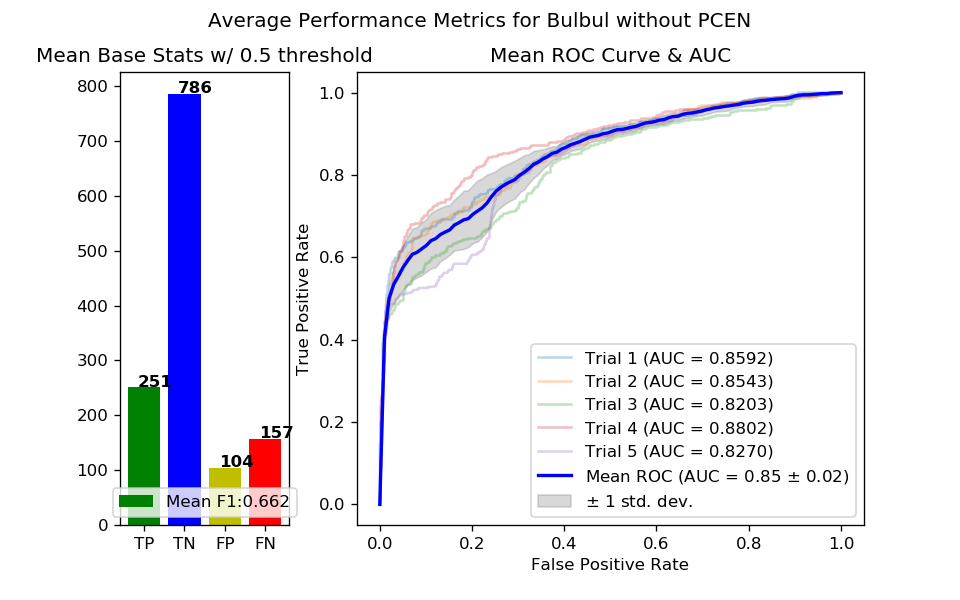 Average Performance Metrics for Bulbul without PCEN
Mean Base Stats w/ 0.5 threshold
800
700
600
500
400
300
200
100
0
251
786
104
157
Mean F1:0.662
TP TN FP FN
Mean ROC Curve & AUC
True Positive Rate
1.0
0.8
0.6
0.4
0.2
0.0
Trial 1 (AUC = 0.8592)
Trial 2 (AUC = 0.8543)
Trial 3 (AUC = 0.8203)
Trial 4 (AUC = 0.8802)
Trial 5 (AUC = 0.8270)
Mean ROC (AUC = 0.85 ± 0.02)
± 1 std. dev.
0.0 0.2 0.4 0.6 0.8 1.0
False Positive Rate